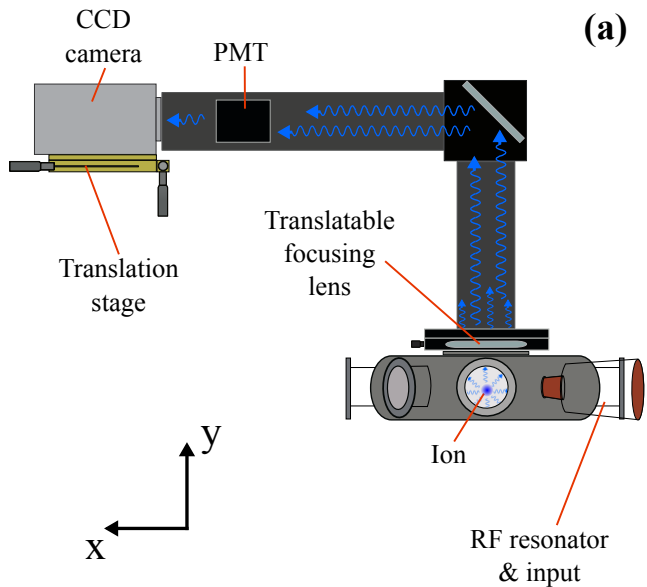 CCD
camera
PMT
(a)
Translatable
focusing
lens
Translation
stage
Ion
y
x
RF resonator
& input